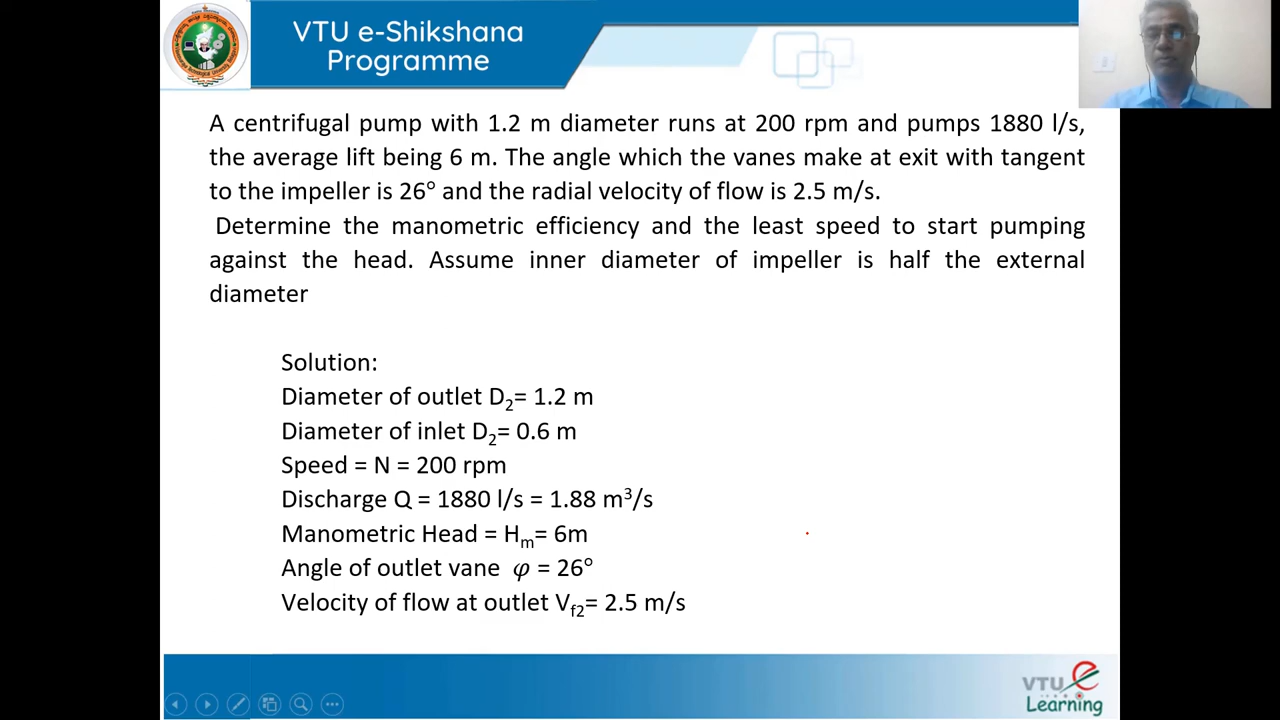 VTU e-Shikshana
Programme
A centrifugal pump with 1.2 m diameter runs at 200 rpm and pumps 1880 l/s,
the average lift being 6 m. The angle which the vanes make at exit with tangent
to the impeller is 26° and the radial velocity of flow is 2.5 m/s.
Determine the manometric efficiency and the least speed to start pumping
against the head. Assume inner diameter of impeller is half the external
diameter
Solution:
Diameter of outlet D₂= 1.2 m
Diameter of inlet D₂= 0.6 m
Speed = N = 200 rpm
Discharge Q = 1880 l/s = 1.88 m³/s
Manometric Head = Hₘ= 6m
Angle of outlet vane φ = 26°
Velocity of flow at outlet V_f2= 2.5 m/s
VTU e
Learning